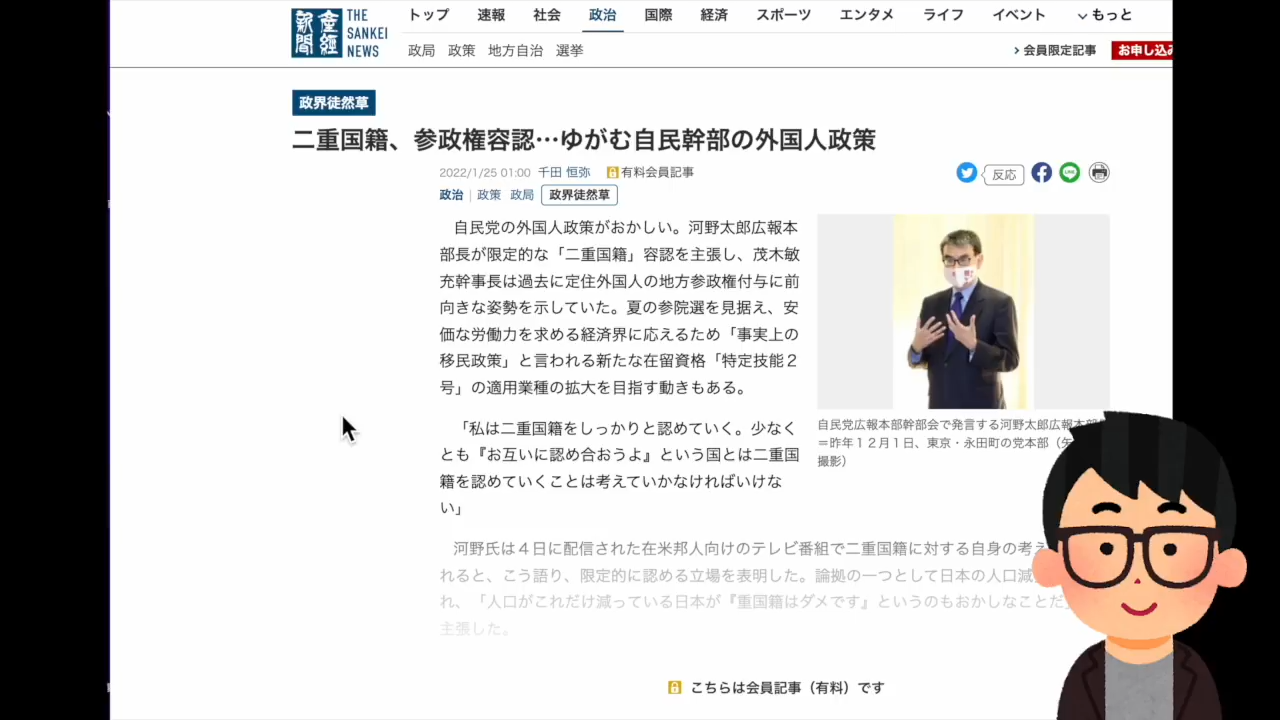 産經新聞
THE SANKEI NEWS
トップ 速報 社会 政治 国際 経済 スポーツ エンタメ ライフ イベント もっと
政局 政策 地方自治 選挙
会員限定記事 お申し込み
政界徒然草
二重国籍、参政権容認…ゆがむ自民幹部の外国人政策
2022/1/25 01:00 千田 恒弥 有料会員記事
反応
政治 | 政策 政局 政界徒然草
自民党の外国人政策がおかしい。河野太郎広報本
部長が限定的な「二重国籍」容認を主張し、茂木敏
充幹事長は過去に定住外国人の地方参政権付与に前
向きな姿勢を示していた。夏の参院選を見据え、安
価な労働力を求める経済界に応えるため「事実上の
移民政策」と言われる新たな在留資格「特定技能２
号」の適用業種の拡大を目指す動きもある。
自民党広報本部幹部会で発言する河野太郎広報本部
＝昨年１２月１日、東京・永田町の党本部（矢
撮影）
「私は二重国籍をしっかりと認めていく。少なく
とも『お互いに認め合おうよ』という国とは二重国
籍を認めていくことは考えていかなければいけな
い」
河野氏は４日に配信された在米邦人向けのテレビ番組で二重国籍に対する自身の考え
れると、こう語り、限定的に認める立場を表明した。論拠の一つとして日本の人口減
れ、「人口がこれだけ減っている日本が『重国籍はダメです』というのもおかしなことだ
主張した。
こちらは会員記事（有料）です